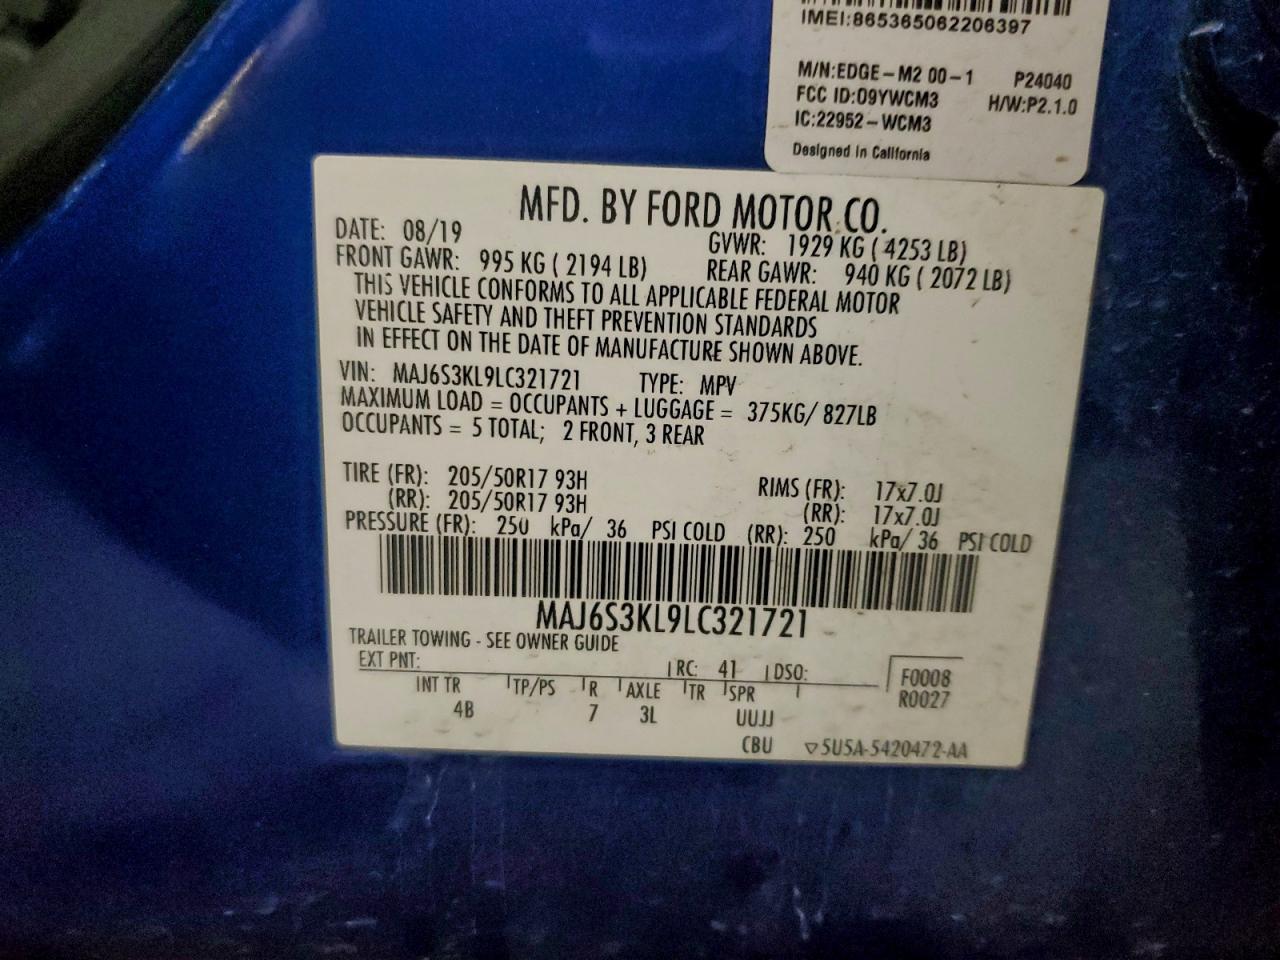 IMEI:865365062206397
M/N:EDGE-M2 00-1 P24040
FCC ID:O9YWCM3 H/W:P2.1.0
IC:22952-WCM3
Designed in California
MFD. BY FORD MOTOR CO.
DATE: 08/19 GVWR: 1929 KG ( 4253 LB)
FRONT GAWR: 995 KG ( 2194 LB) REAR GAWR: 940 KG ( 2072 LB)
THIS VEHICLE CONFORMS TO ALL APPLICABLE FEDERAL MOTOR
VEHICLE SAFETY AND THEFT PREVENTION STANDARDS
IN EFFECT ON THE DATE OF MANUFACTURE SHOWN ABOVE.
VIN: MAJ6S3KL9LC321721 TYPE: MPV
MAXIMUM LOAD = OCCUPANTS + LUGGAGE = 375KG/ 827LB
OCCUPANTS = 5 TOTAL; 2 FRONT, 3 REAR
TIRE (FR): 205/50R17 93H RIMS (FR): 17x7.0J
(RR): 205/50R17 93H (RR): 17x7.0J
PRESSURE (FR): 250 kPa/ 36 PSI COLD (RR): 250 kPa/ 36 PSI COLD
MAJ6S3KL9LC321721
TRAILER TOWING - SEE OWNER GUIDE
EXT PNT: RC: 41 DSO: F0008
INT TR TP/PS R AXLE TR SPR R0027
4B 7 3L UUJJ
CBU ▽5U5A-5420472-AA